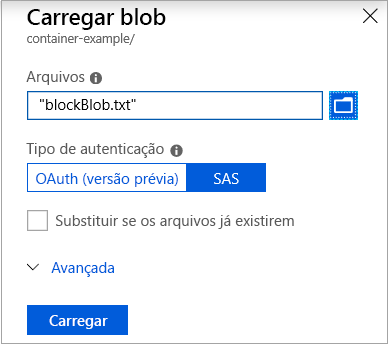 Carregar blob
container-example/
Arquivos
"blockBlob.txt"
Tipo de autenticação
OAuth (versão prévia) SAS
Substituir se os arquivos já existirem
Avançada
Carregar